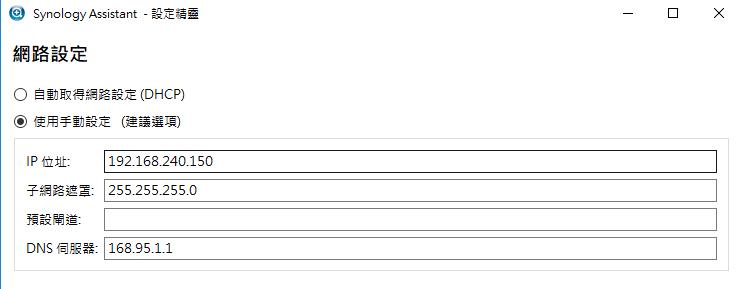 Synology Assistant - 設定精靈
網路設定
自動取得網路設定 (DHCP)
使用手動設定 (建議選項)
IP 位址: 192.168.240.150
子網路遮罩: 255.255.255.0
預設閘道:
DNS 伺服器: 168.95.1.1